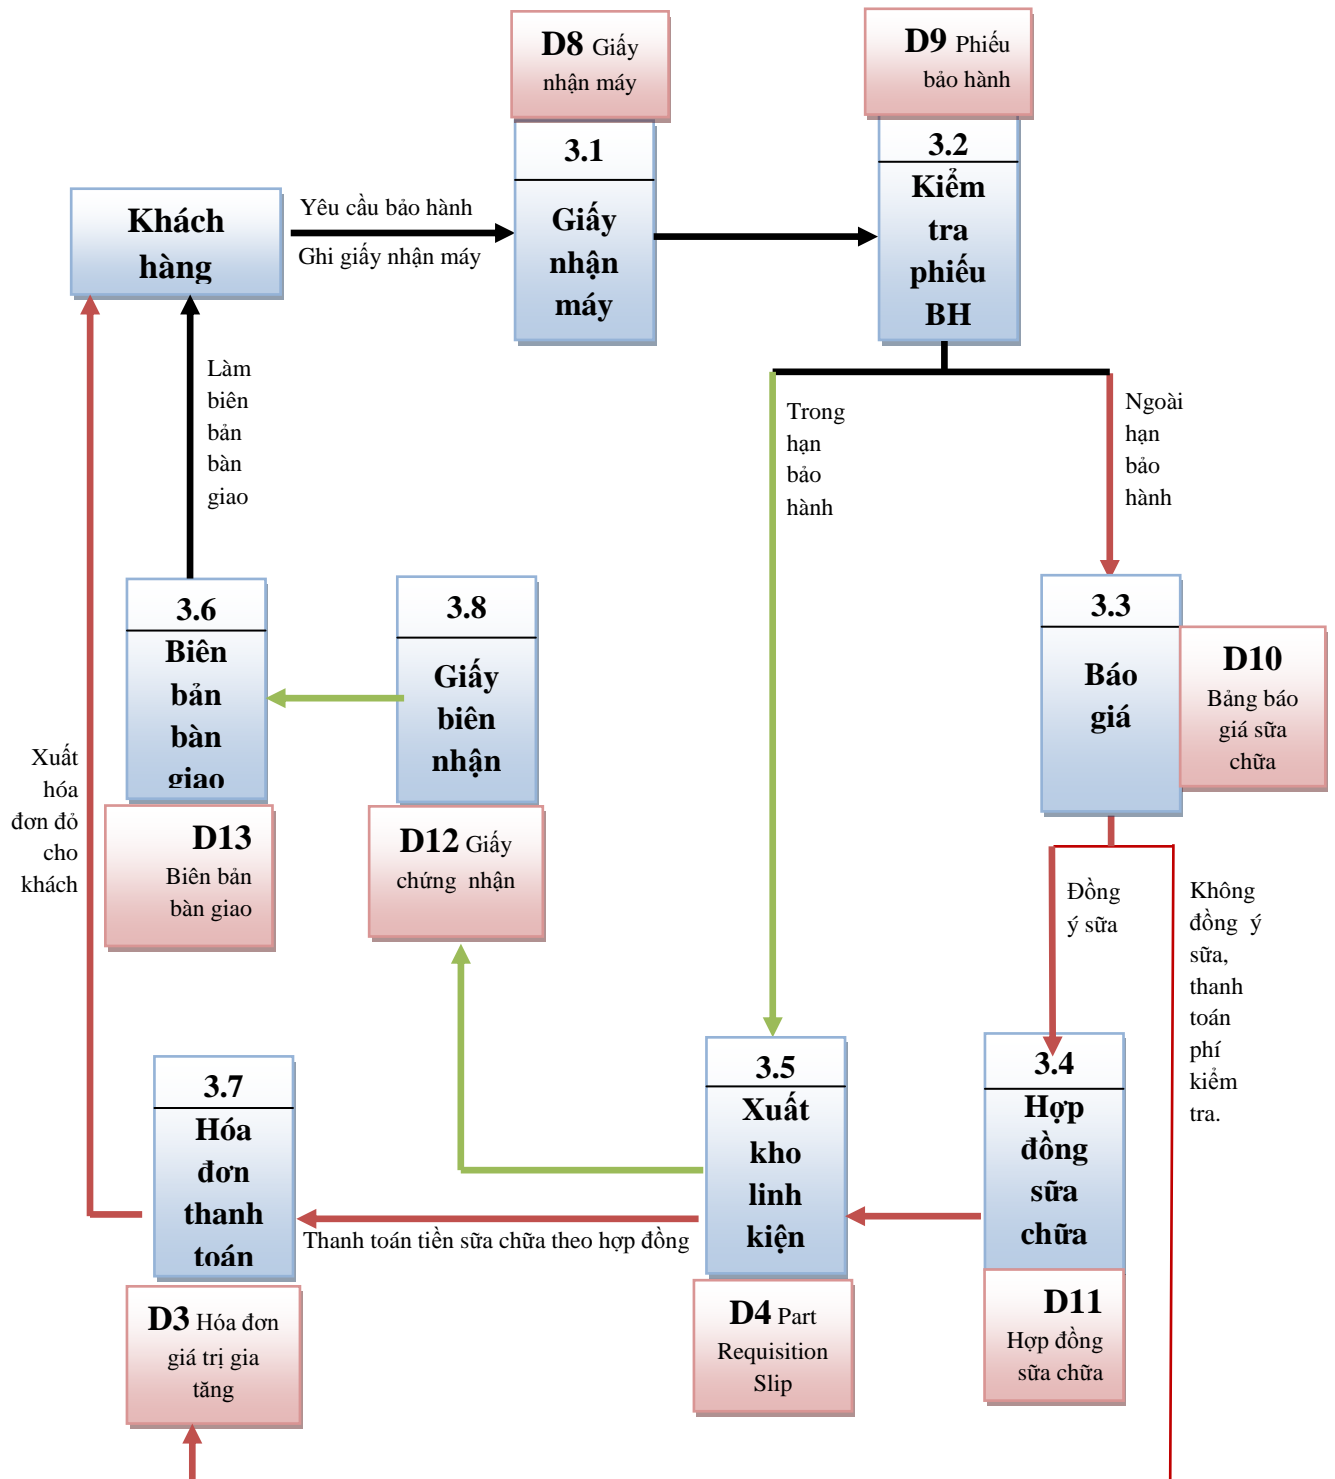 D8 Giấy
nhận máy
D9 Phiếu
bảo hành
3.1
Giấy
nhận
máy
3.2
Kiểm
tra
phiếu
BH
Khách
hàng
Yêu cầu bảo hành
Ghi giấy nhận máy
Làm
biên
bản
bàn
giao
Trong
hạn
bảo
hành
Ngoài
hạn
bảo
hành
3.6
Biên
bản
bàn
giao
3.8
Giấy
biên
nhận
3.3
Báo
giá
D10
Bảng báo
giá sữa
chữa
Xuất
hóa
đơn đỏ
cho
khách
D13
Biên bản
bàn giao
D12 Giấy
chứng nhận
Đồng
ý sữa
Không
đồng ý
sữa,
thanh
toán
phí
kiểm
tra.
3.7
Hóa
đơn
thanh
toán
3.5
Xuất
kho
linh
kiện
3.4
Hợp
đồng
sữa
chữa
Thanh toán tiền sữa chữa theo hợp đồng
D3 Hóa đơn
giá trị gia
tăng
D4 Part
Requisition
Slip
D11
Hợp đồng
sữa chữa